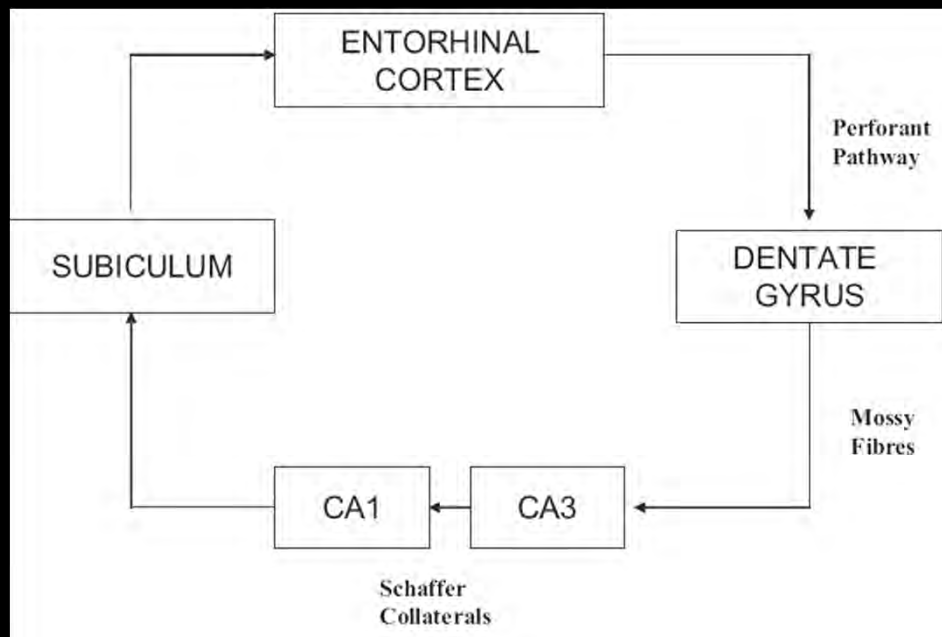 ENTORHINAL
CORTEX
Perforant
Pathway
SUBICULUM
DENTATE
GYRUS
Mossy
Fibres
CA1
CA3
Schaffer
Collaterals